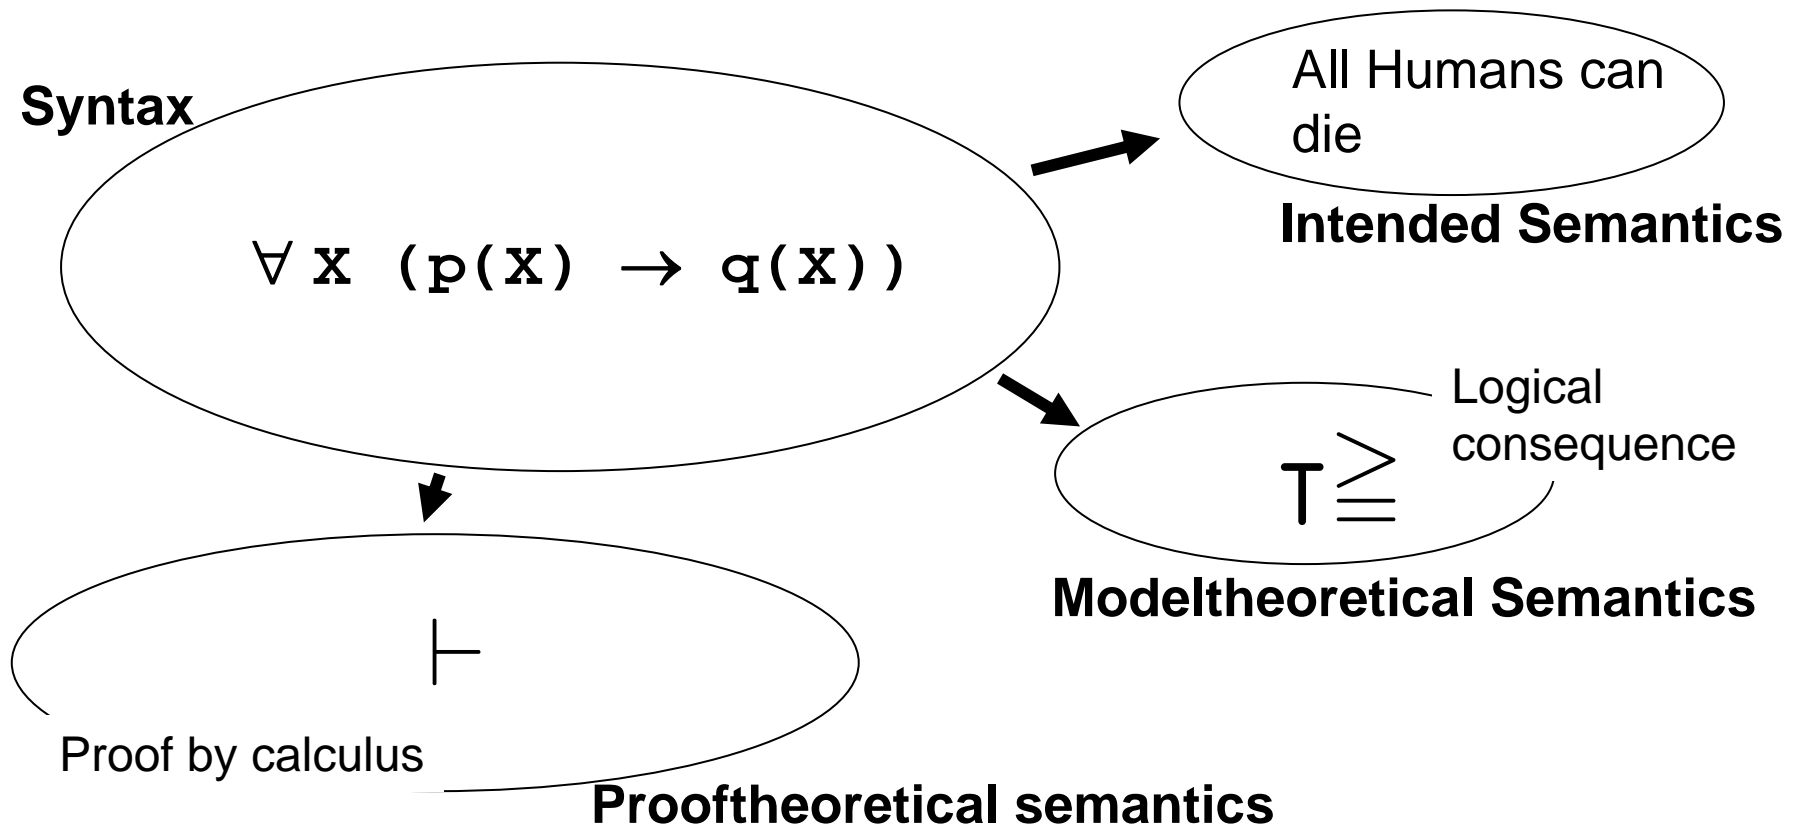 Syntax
∀ X (p(X) → q(X))
All Humans can
die
Intended Semantics
Logical
consequence
T≧
Modeltheoretical Semantics
⊢
Proof by calculus
Prooftheoretical semantics